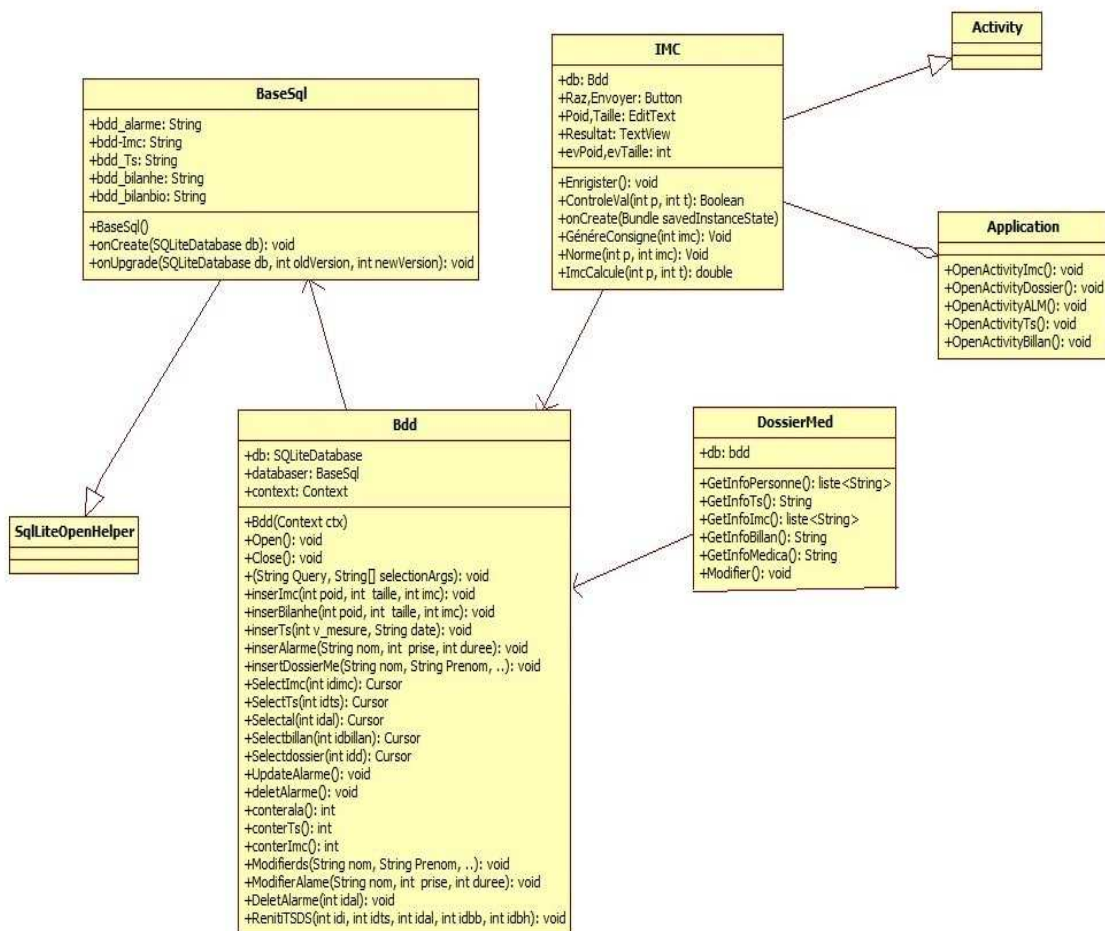 Activity
IMC
+db: Bdd
+Raz,Envoyer: Button
+Poid,Taille: EditText
+Resultat: TextView
+evPoid,evTaille: int
+Enrigister(): void
+ControleVal(int p, int t): Boolean
+onCreate(Bundle savedInstanceState)
+GénéreConsigne(int imc): Void
+Norme(int p, int imc): Void
+ImcCalcule(int p, int t): double
BaseSql
+bdd_alarme: String
+bdd-Imc: String
+bdd_Ts: String
+bdd_bilanhe: String
+bdd_bilanbio: String
+BaseSql()
+onCreate(SQLiteDatabase db): void
+onUpgrade(SQLiteDatabase db, int oldVersion, int newVersion): void
Application
+OpenActivityImc(): void
+OpenActivityDossier(): void
+OpenActivityALM(): void
+OpenActivityTs(): void
+OpenActivityBillan(): void
SqlLiteOpenHelper
Bdd
+db: SQLiteDatabase
+databaser: BaseSql
+context: Context
+Bdd(Context ctx)
+Open(): void
+Close(): void
+(String Query, String[] selectionArgs): void
+inserImc(int poid, int taille, int imc): void
+inserBilanhe(int poid, int taille, int imc): void
+inserTs(int v_mesure, String date): void
+inserAlarme(String nom, int prise, int duree): void
+insertDossierMe(String nom, String Prenom, ..): void
+SelectImc(int idimc): Cursor
+SelectTs(int idts): Cursor
+Selectal(int idal): Cursor
+Selectbillan(int idbillan): Cursor
+Selectdossier(int idd): Cursor
+UpdateAlarme(): void
+deletAlarme(): void
+conterala(): int
+conterTs(): int
+conterImc(): int
+Modifierds(String nom, String Prenom, ..): void
+ModifierAlame(String nom, int prise, int duree): void
+DeletAlarme(int idal): void
+RenitiTSDS(int idi, int idts, int idal, int idbb, int idbh): void
DossierMed
+db: bdd
+GetInfoPersonne(): liste<String>
+GetInfoTs(): String
+GetInfoImc(): liste<String>
+GetInfoBillan(): String
+GetInfoMedica(): String
+Modifier(): void